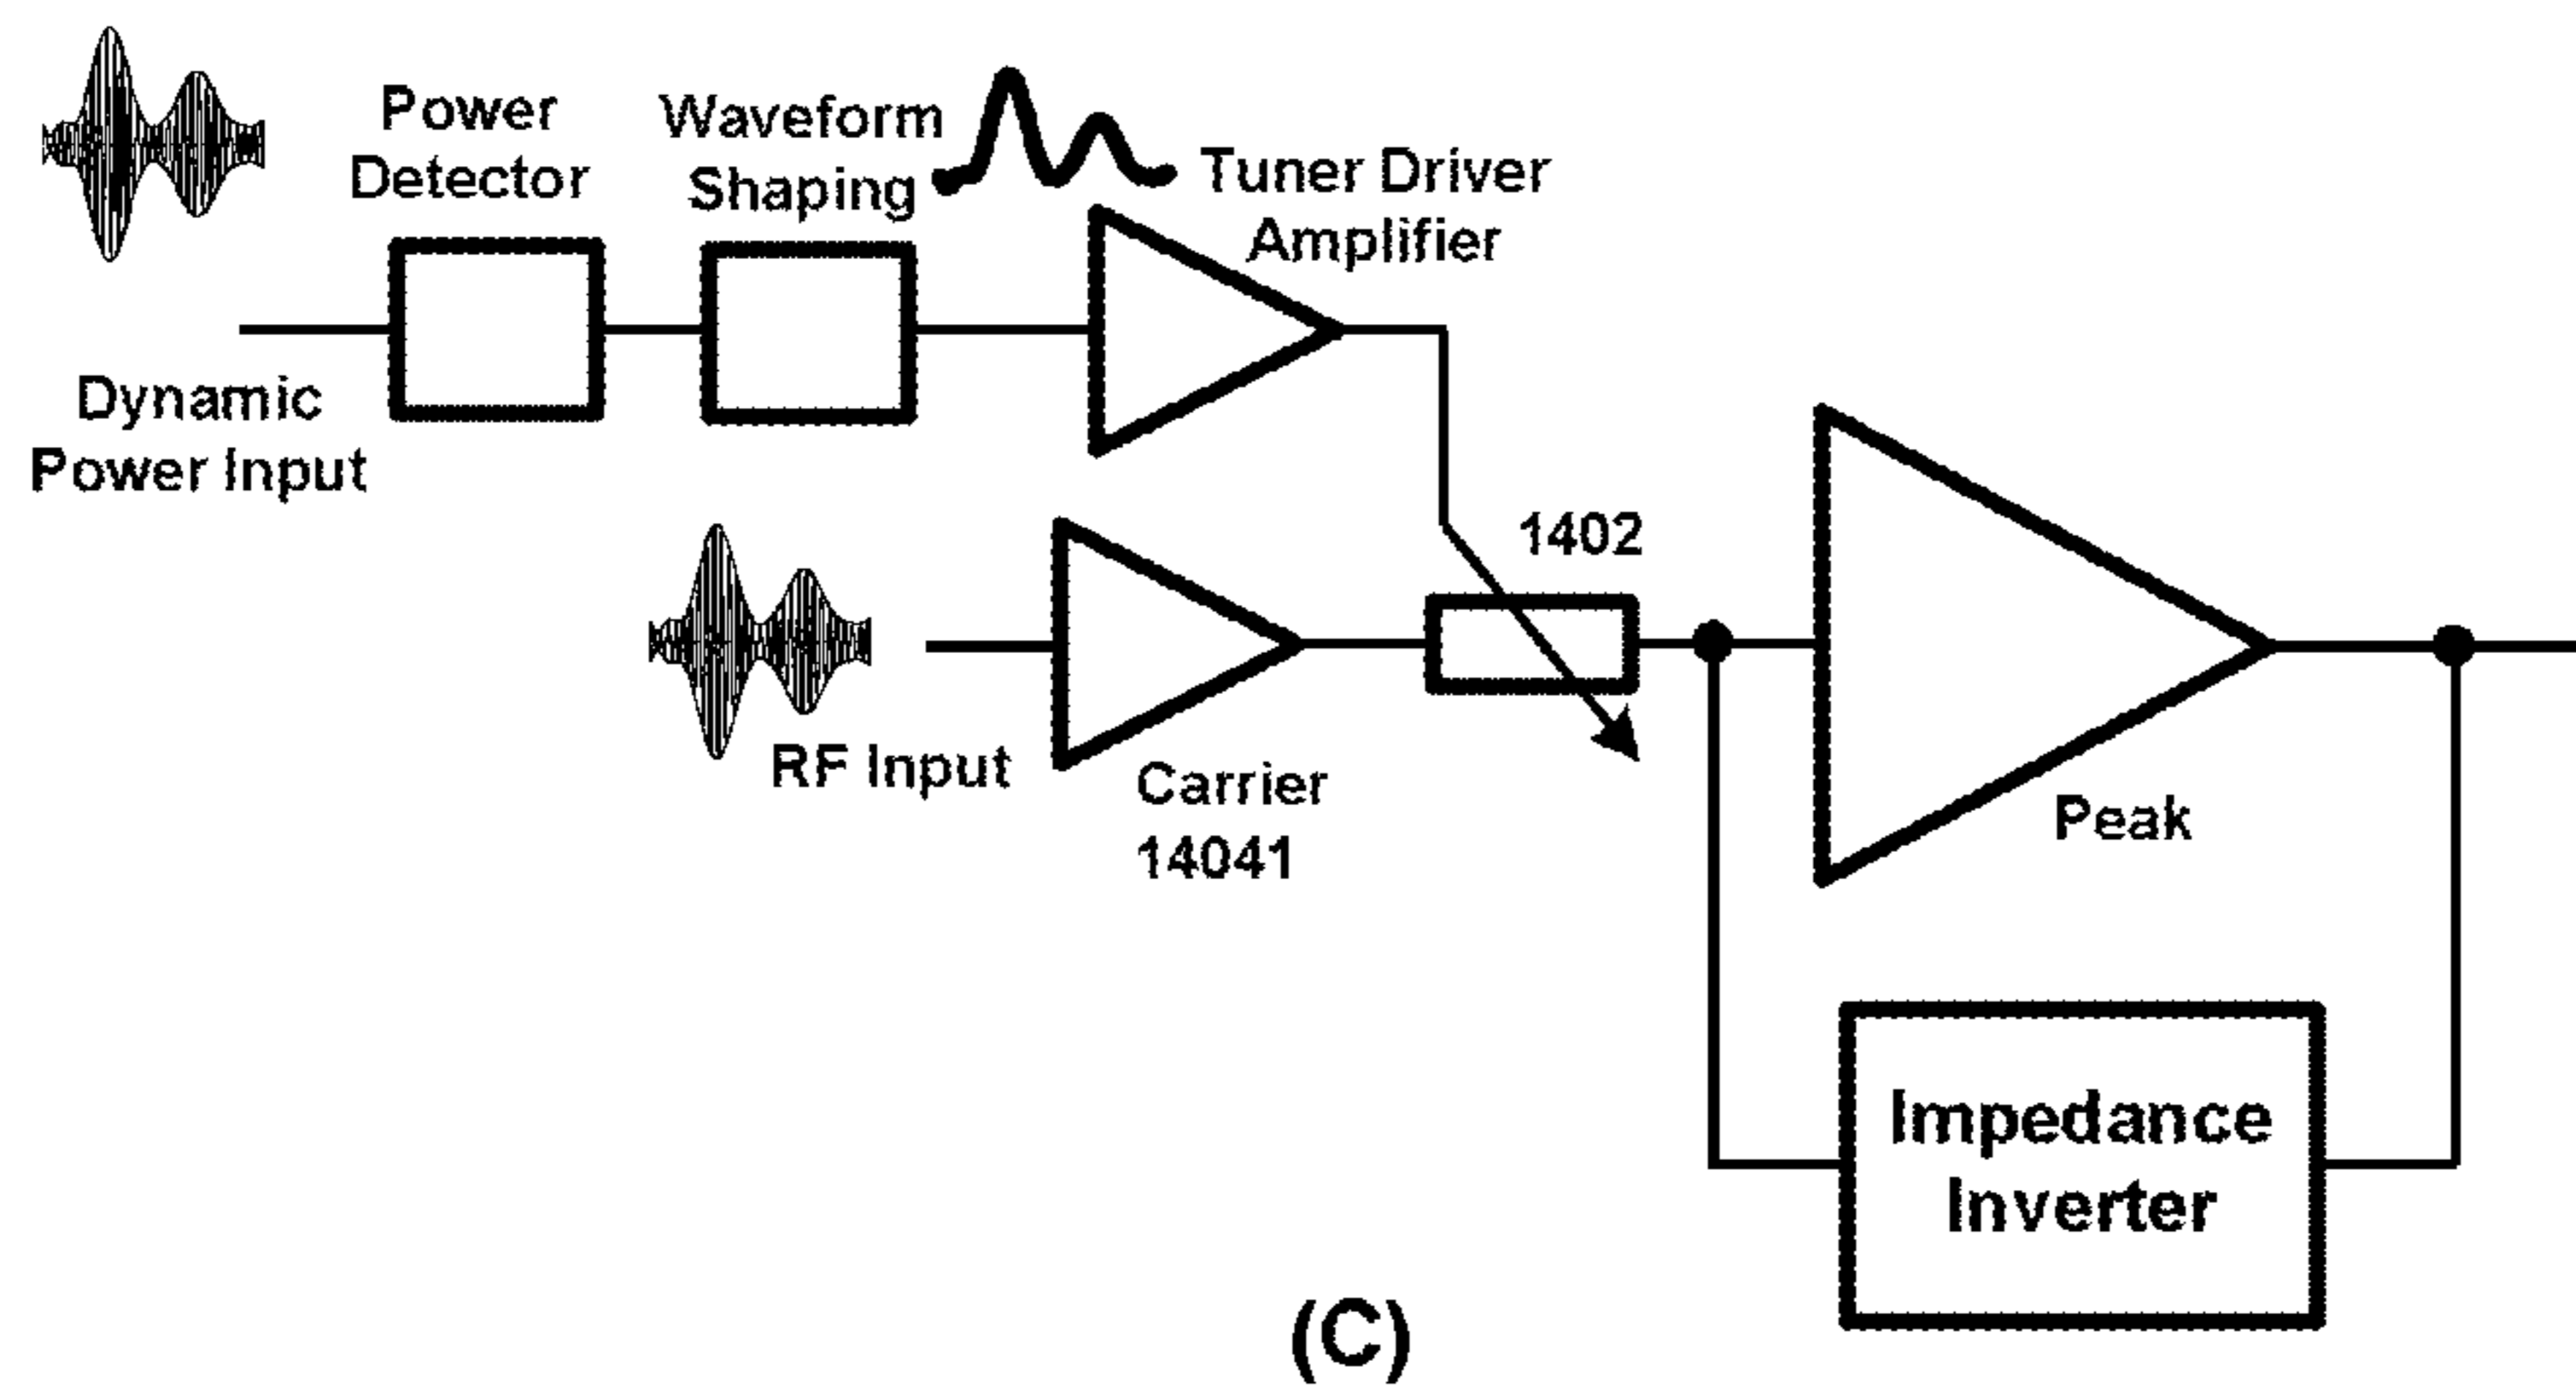 Power
Detector
Waveform
Shaping
Tuner Driver
Amplifier
Dynamic
Power Input
1402
RF Input
Carrier
14041
Peak
Impedance
Inverter
(C)